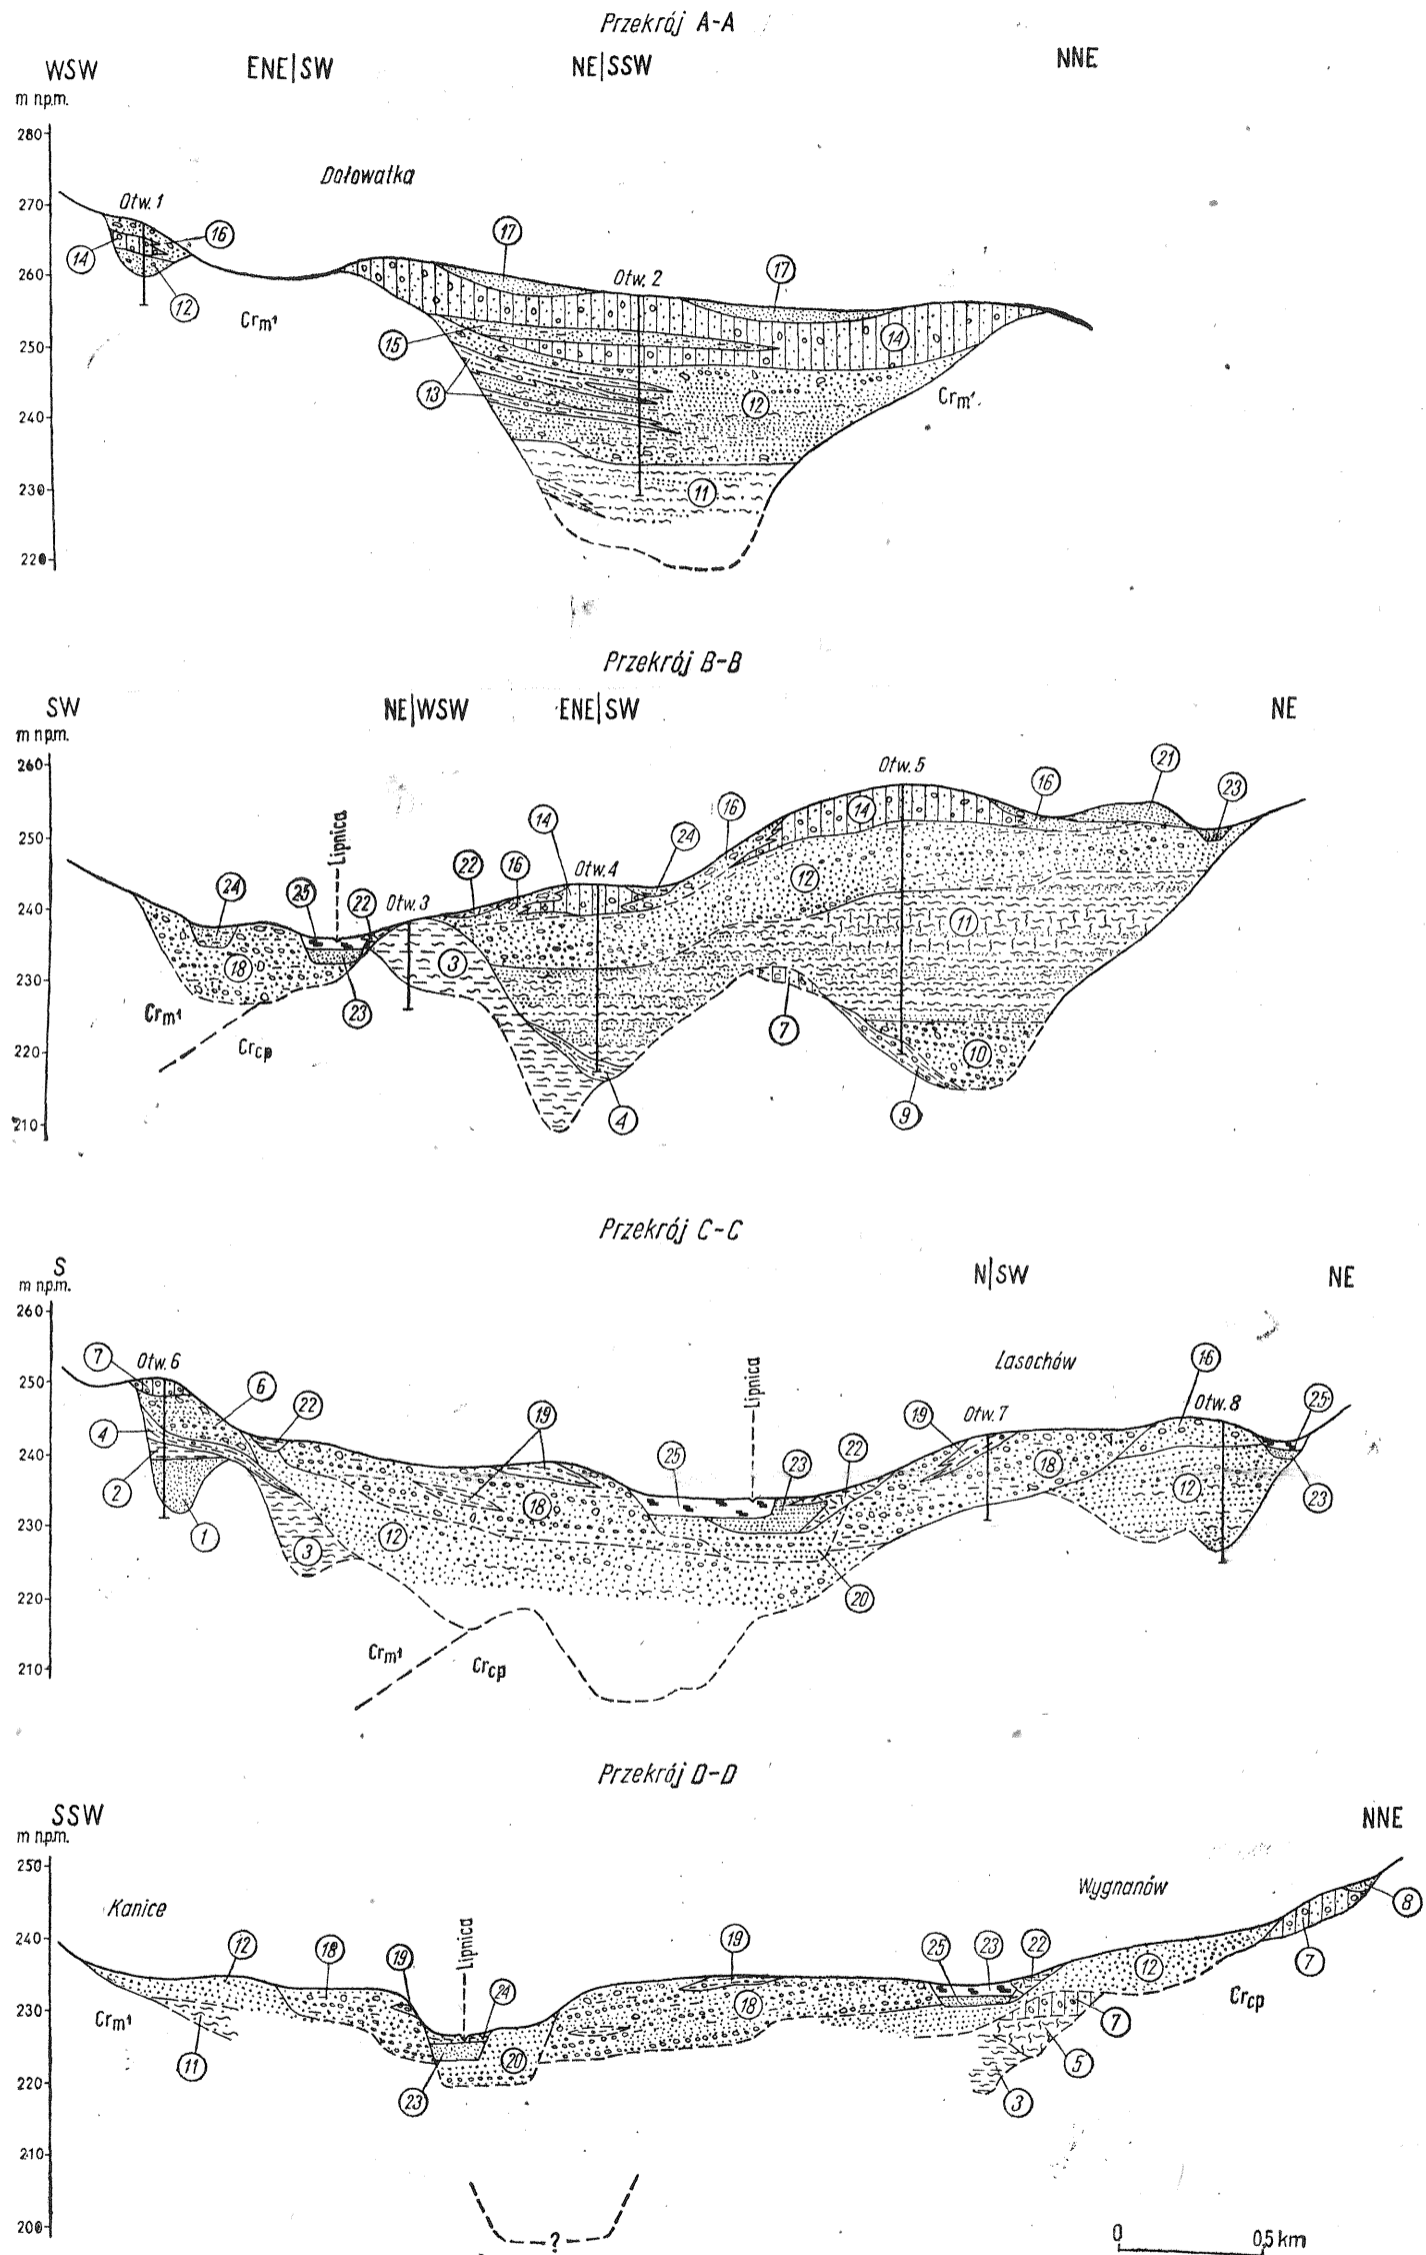 Przekrój A-A
WSW ENE|SW NE|SSW NNE
m n.p.m.
280
Dołowatka
270
Otw. 1
16
17
14
260
Otw. 2
17
12
Crm¹
250
15
14
13
12
Crm¹
240
230
11
220
Przekrój B-B
SW NE|WSW ENE|SW NE
m n.p.m.
260
Otw. 5
21
16
23
Lipnica
14
16
14
250
24
22
16
Otw. 4
24
25
22
Otw. 3
12
240
11
18
3
230
23
7
Crm¹
Crcp
10
220
4
9
210
Przekrój C-C
S N|SW NE
m n.p.m.
260
7
Otw. 6
Lipnica
Lasochów
16
250
6
22
19
19
Otw. 7
Otw. 8
25
4
25
23
22
240
18
2
18
12
23
230
1
3
12
20
220
Crm¹
Crcp
210
Przekrój D-D
SSW NNE
m n.p.m.
250
Kanice
Wygnanów
8
240
12
18
19
Lipnica
19
25
23
22
12
7
24
18
230
Crm¹
Crcp
11
20
7
5
220
23
3
210
200
?
0 0,5 km